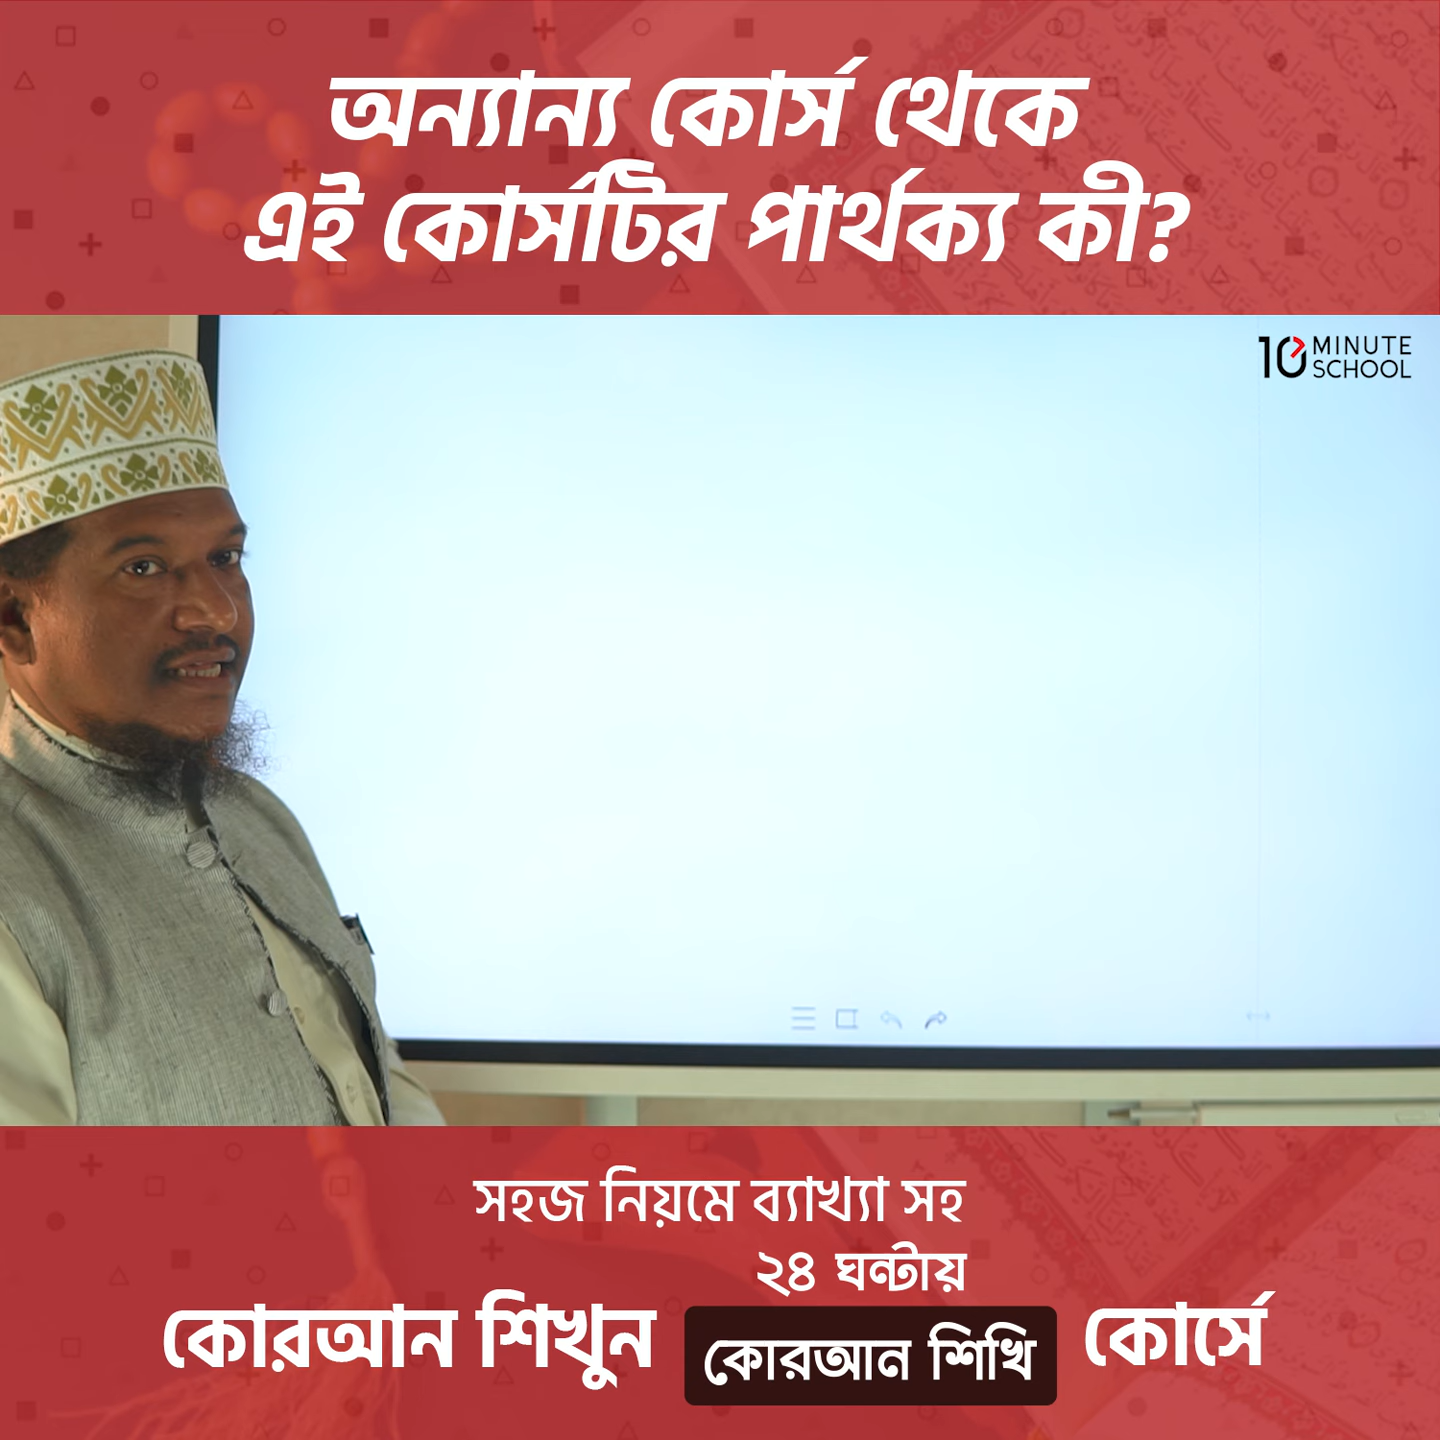 অন্যান্য কোর্স থেকে
এই কোর্সটির পার্থক্য কী?
10 MINUTE
SCHOOL
সহজ নিয়মে ব্যাখ্যা সহ
২৪ ঘন্টায়
কোরআন শিখুন কোরআন শিখি কোর্সে